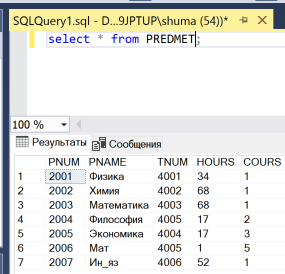 SQLQuery1.sql - D...9JPTUP\shuma (54))*
select * from PREDMET;
100 %
Результаты Сообщения
PNUM PNAME TNUM HOURS COURS
1 2001 Физика 4001 34 1
2 2002 Химия 4002 68 1
3 2003 Математика 4003 68 1
4 2004 Философия 4005 17 2
5 2005 Экономика 4004 17 3
6 2006 Мат 4005 1 5
7 2007 Ин_яз 4006 52 1